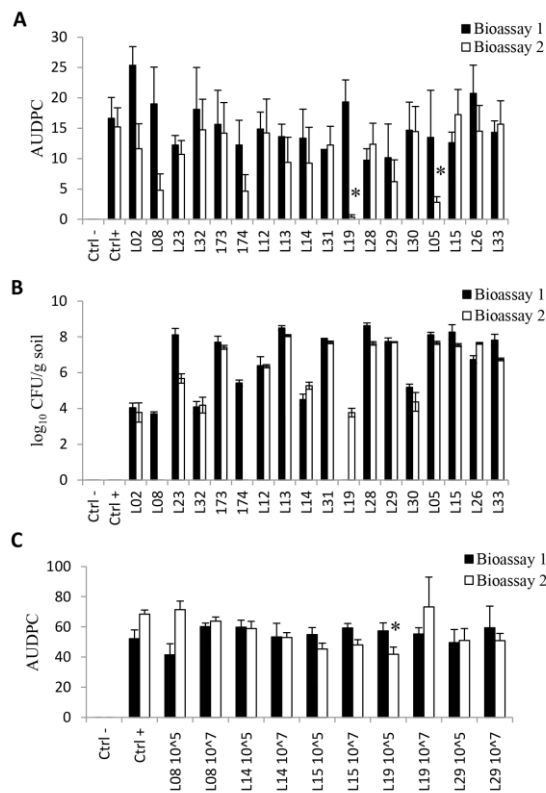 A
Bioassay 1
Bioassay 2
AUDPC
30
25
20
15
10
5
0
*
*
Ctrl -
Ctrl+
L02
L08
L23
L32
173
174
L12
L13
L14
L31
L19
L28
L29
L30
L05
L15
L26
L33
B
Bioassay 1
Bioassay 2
log₁₀ CFU/g soil
10
8
6
4
2
0
Ctrl -
Ctrl +
L02
L08
L23
L32
173
174
L12
L13
L14
L31
L19
L28
L29
L30
L05
L15
L26
L33
C
Bioassay 1
Bioassay 2
AUDPC
100
80
60
40
20
0
*
Ctrl -
Ctrl +
L08 10^5
L08 10^7
L14 10^5
L14 10^7
L15 10^5
L15 10^7
L19 10^5
L19 10^7
L29 10^5
L29 10^7